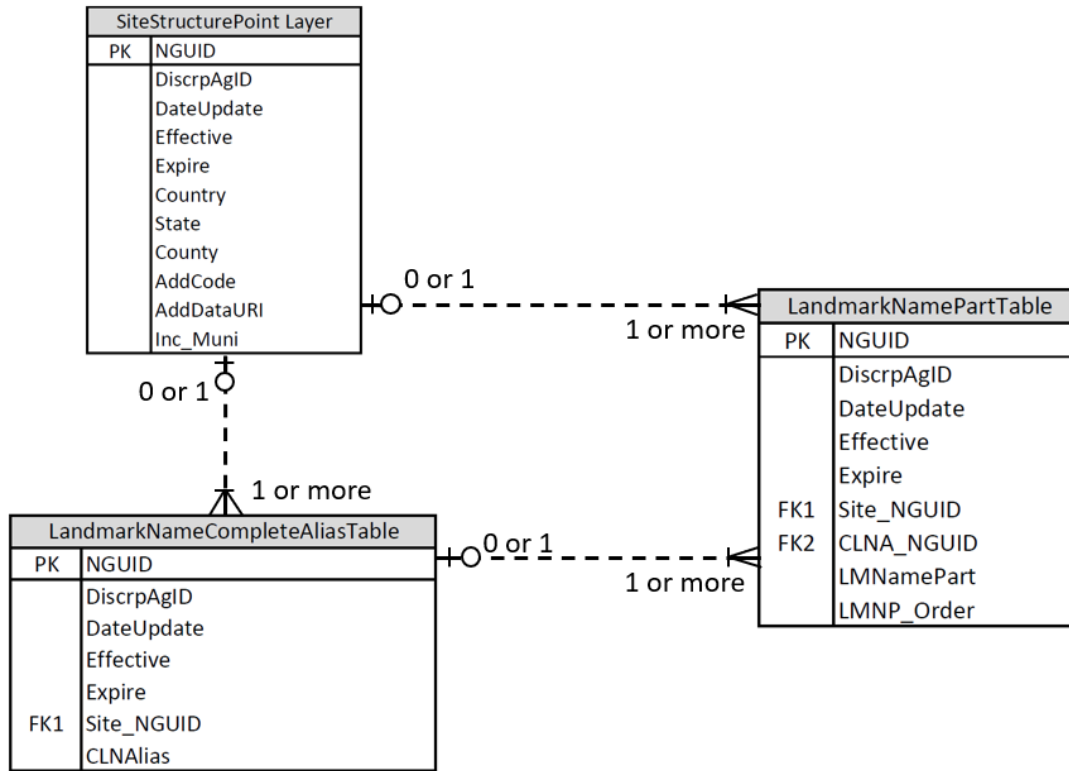 SiteStructurePoint Layer
PK NGUID
DiscrpAgID
DateUpdate
Effective
Expire
Country
State
County
AddCode
AddDataURI
Inc_Muni
0 or 1
1 or more
0 or 1
1 or more
LandmarkNamePartTable
PK NGUID
DiscrpAgID
DateUpdate
Effective
Expire
FK1 Site_NGUID
FK2 CLNA_NGUID
LMNamePart
LMNP_Order
LandmarkNameCompleteAliasTable
PK NGUID
DiscrpAgID
DateUpdate
Effective
Expire
FK1 Site_NGUID
CLNAlias
0 or 1
1 or more